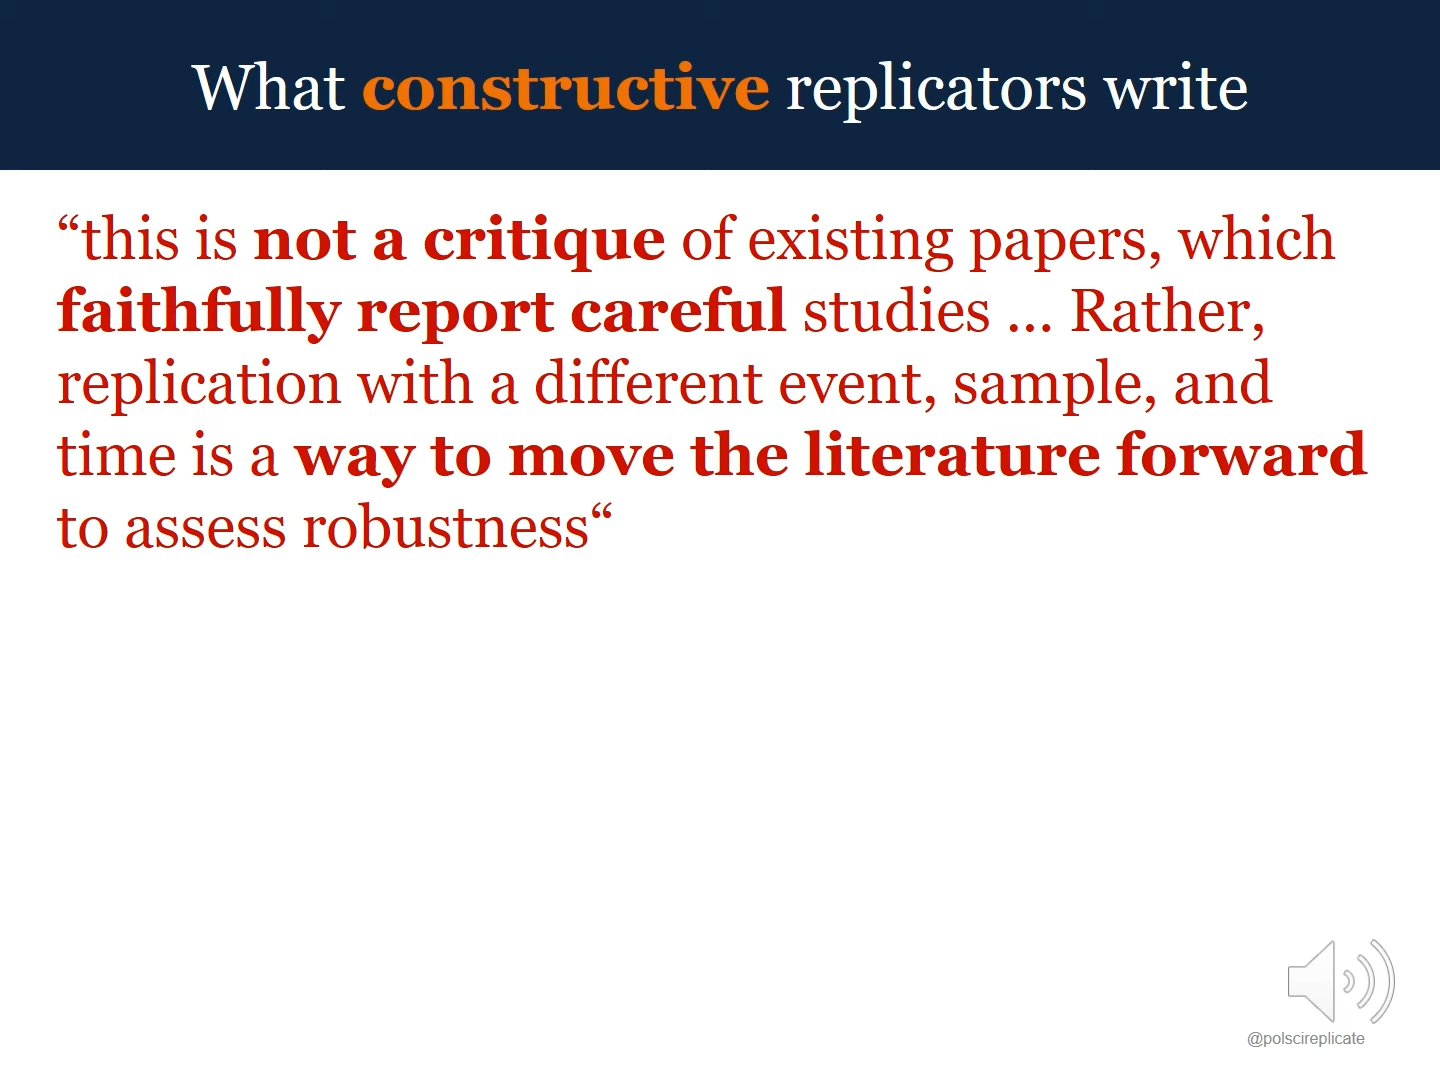 What constructive replicators write
“this is not a critique of existing papers, which
faithfully report careful studies ... Rather,
replication with a different event, sample, and
time is a way to move the literature forward
to assess robustness“
@polscireplicate